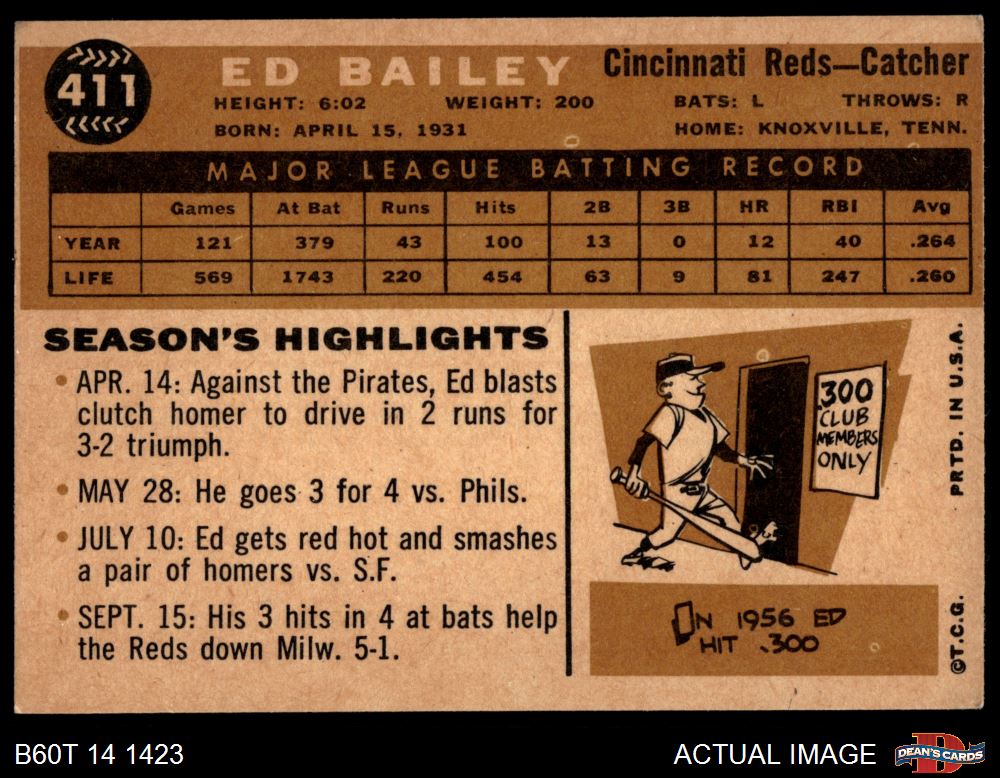 411
ED BAILEY
Cincinnati Reds—Catcher
HEIGHT: 6:02 WEIGHT: 200 BATS: L THROWS: R
BORN: APRIL 15, 1931 HOME: KNOXVILLE, TENN.
MAJOR LEAGUE BATTING RECORD
Games At Bat Runs Hits 2B 3B HR RBI Avg
YEAR 121 379 43 100 13 0 12 40 .264
LIFE 569 1743 220 454 63 9 81 247 .260
SEASON'S HIGHLIGHTS
• APR. 14: Against the Pirates, Ed blasts
clutch homer to drive in 2 runs for
3-2 triumph.
• MAY 28: He goes 3 for 4 vs. Phils.
• JULY 10: Ed gets red hot and smashes
a pair of homers vs. S.F.
• SEPT. 15: His 3 hits in 4 at bats help
the Reds down Milw. 5-1.
.300
CLUB
MEMBERS
ONLY
IN 1956 ED
HIT .300
PRTD. IN U.S.A.
©T.C.G.
B60T 14 1423
ACTUAL IMAGE
D
DEAN'S CARDS